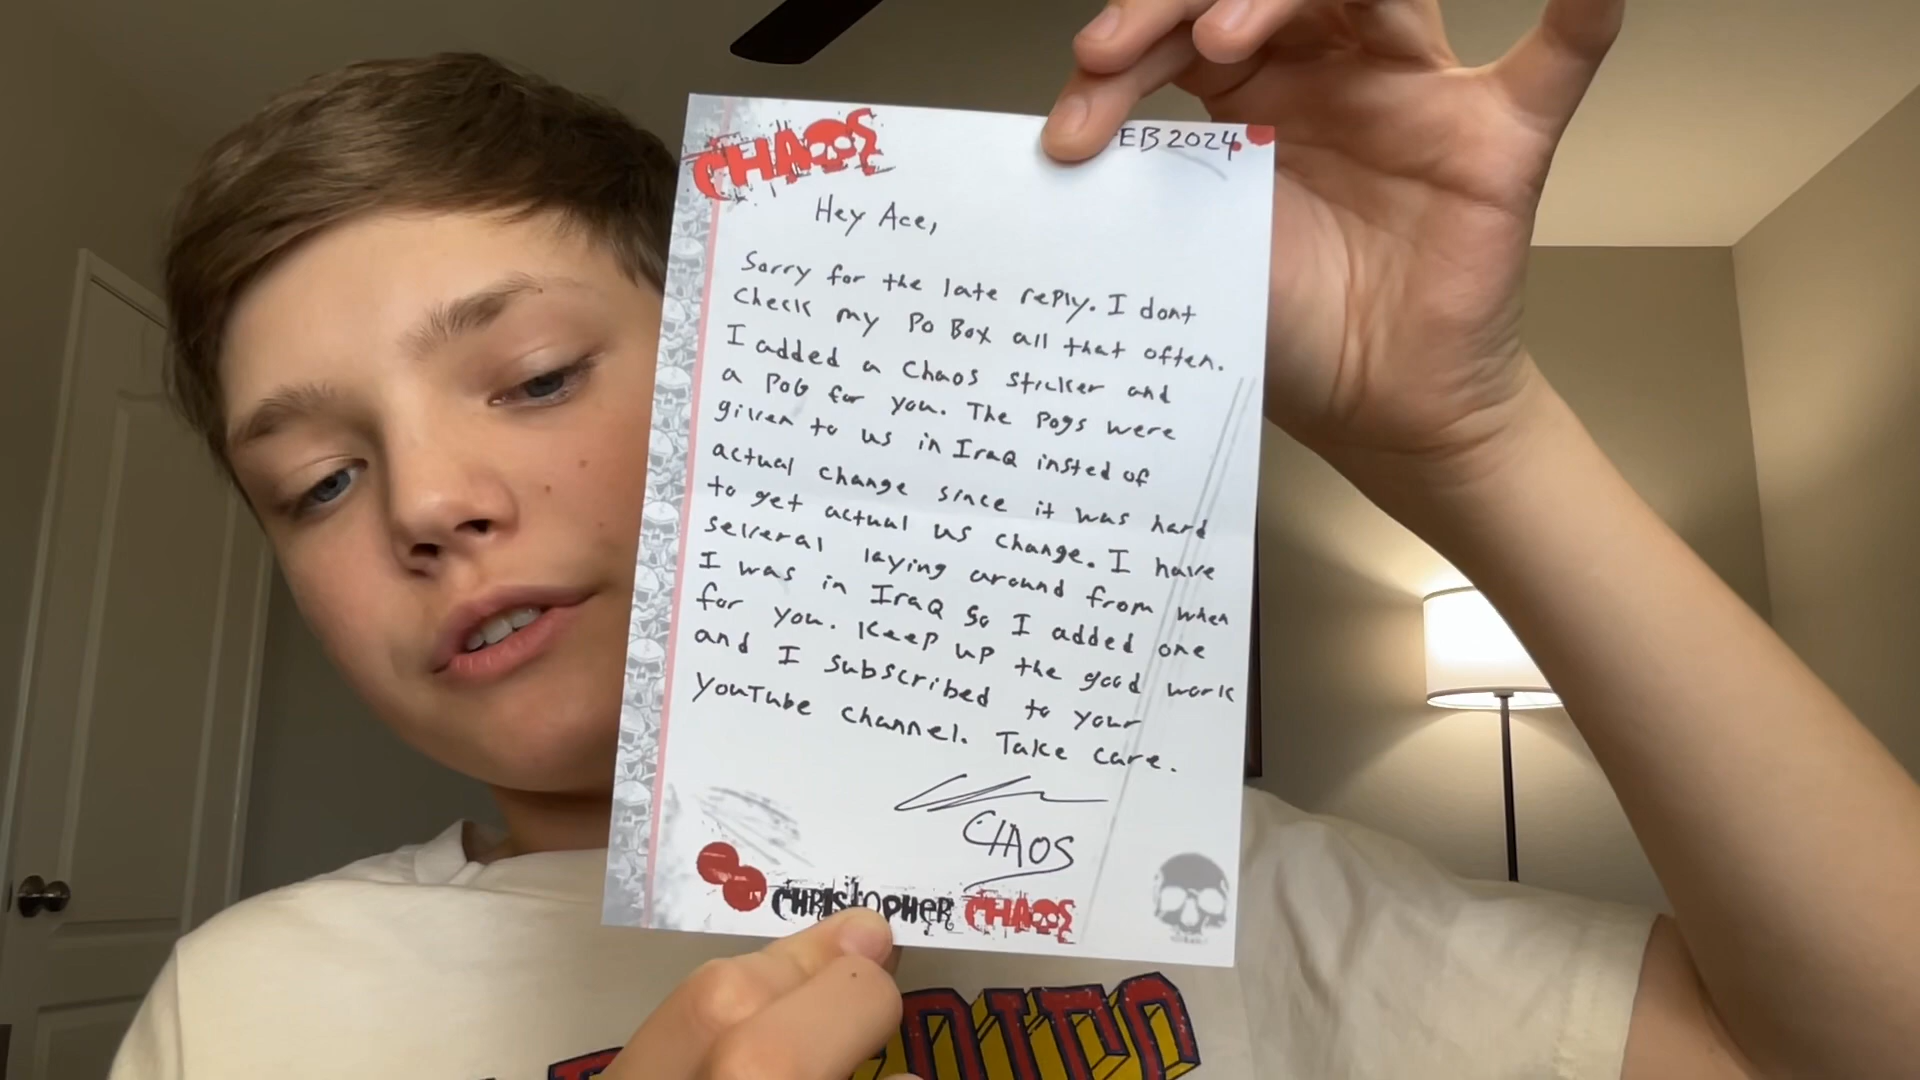 CHAOS
EB 2024
Hey Ace,
Sorry for the late reply. I dont
check my Po Box all that often.
I added a Chaos sticker and
a POG for you. The Pogs were
given to us in Iraq insted of
actual change since it was hard
to get actual us change. I have
several laying around from when
I was in Iraq so I added one
for you. Keep up the good work
and I subscribed to your
YouTube channel. Take care.
CHAOS
CHRISTOPHER CHAOS